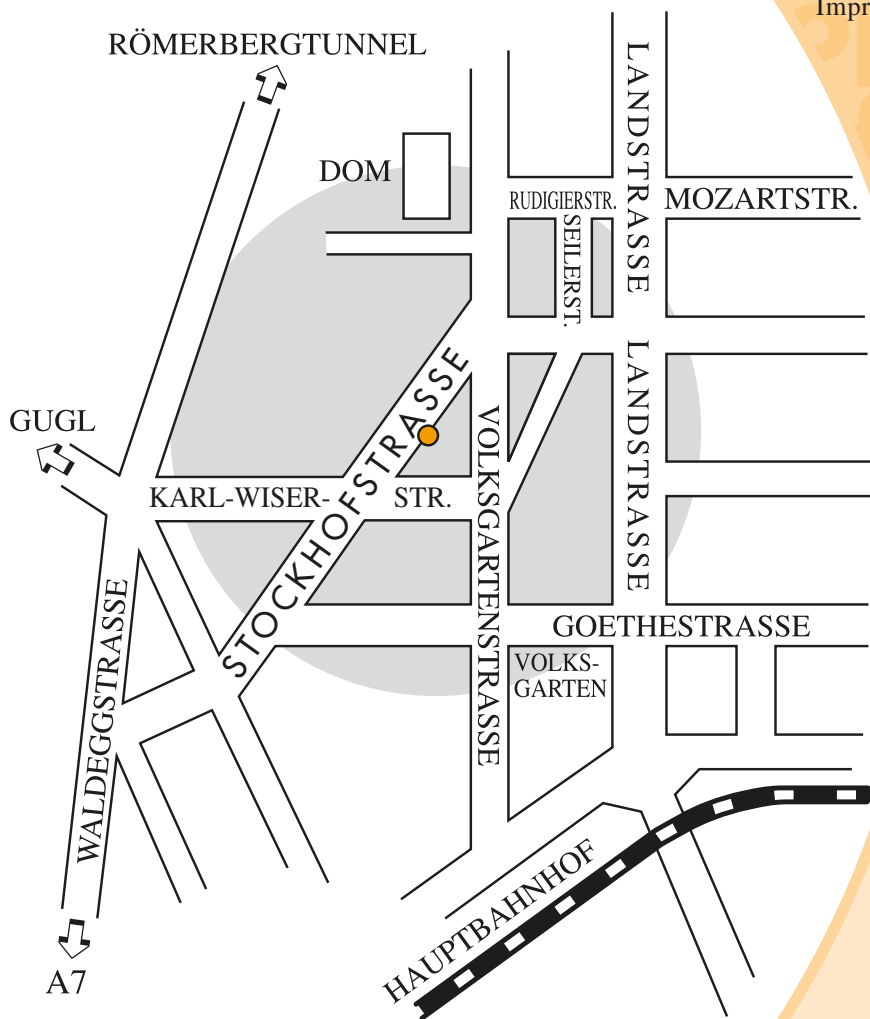 Impr
RÖMERBERGTUNNEL
LANDSTRASSE
DOM
RUDIGIERSTR.
MOZARTSTR.
SEILERST.
LANDSTRASSE
STOCKHOFSTRASSE
GUGL
VOLKSGARTENSTRASSE
KARL-WISER-
STR.
WALDEGGSTRASSE
GOETHESTRASSE
VOLKS-
GARTEN
HAUPTBAHNHOF
A7